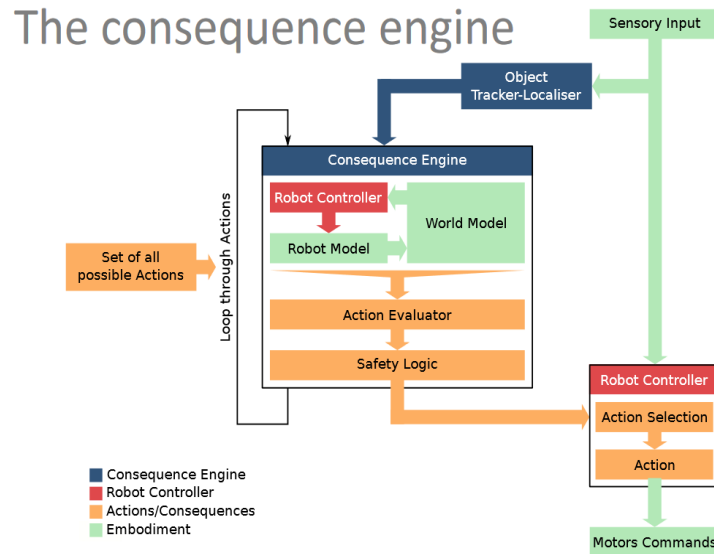 The consequence engine
Sensory Input
Object
Tracker-Localiser
Consequence Engine
Robot Controller
World Model
Robot Model
Set of all
possible Actions
Loop through Actions
Action Evaluator
Safety Logic
Robot Controller
Action Selection
Action
Consequence Engine
Robot Controller
Actions/Consequences
Embodiment
Motors Commands